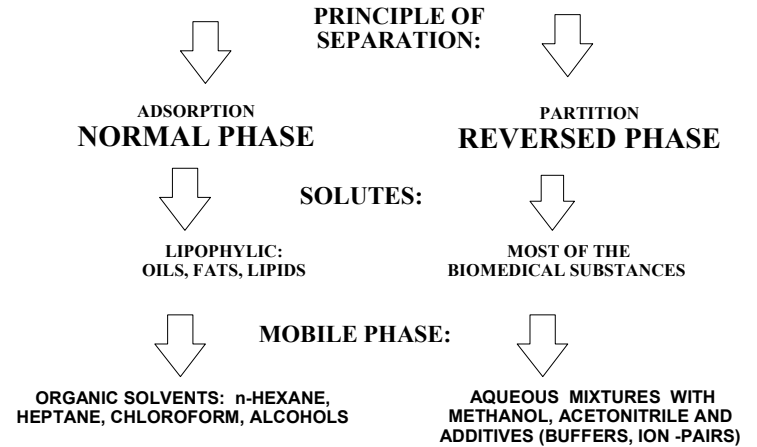 PRINCIPLE OF
SEPARATION:
ADSORPTION
NORMAL PHASE
PARTITION
REVERSED PHASE
SOLUTES:
LIPOPHYLIC:
OILS, FATS, LIPIDS
MOST OF THE
BIOMEDICAL SUBSTANCES
MOBILE PHASE:
ORGANIC SOLVENTS: n-HEXANE,
HEPTANE, CHLOROFORM, ALCOHOLS
AQUEOUS MIXTURES WITH
METHANOL, ACETONITRILE AND
ADDITIVES (BUFFERS, ION -PAIRS)